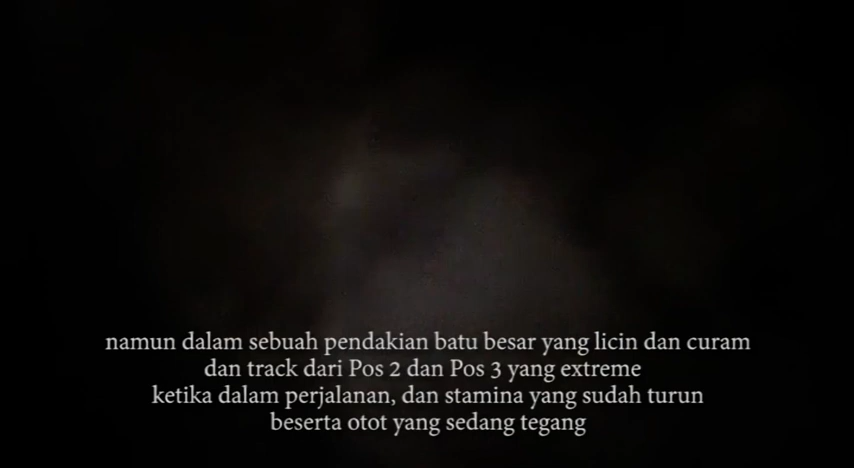 namun dalam sebuah pendakian batu besar yang licin dan curam
dan track dari Pos 2 dan Pos 3 yang extreme
ketika dalam perjalanan, dan stamina yang sudah turun
beserta otot yang sedang tegang